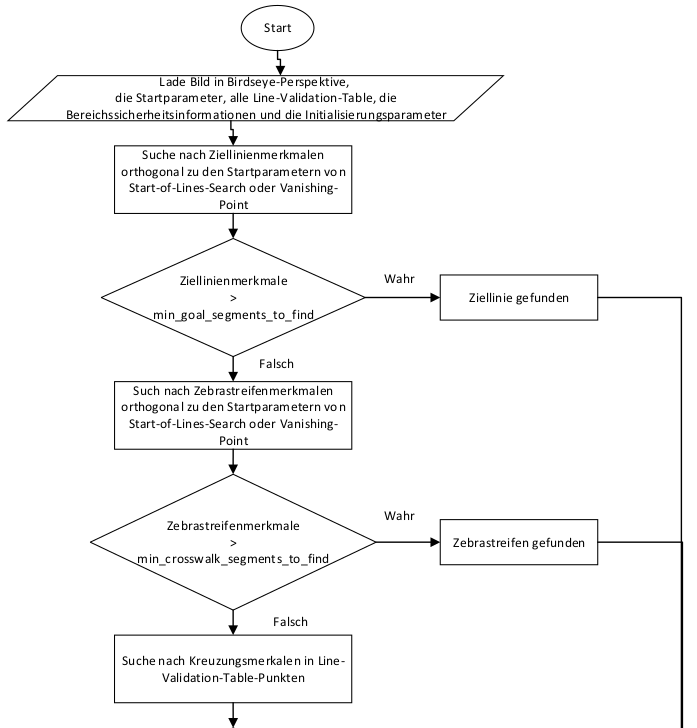 Start
Lade Bild in Birdseye-Perspektive,
die Startparameter, alle Line-Validation-Table, die
Bereichssicherheitsinformationen und die Initialisierungsparameter
Suche nach Ziellinienmerkmalen
orthogonal zu den Startparametern von
Start-of-Lines-Search oder Vanishing-
Point
Ziellinienmerkmale
>
min_goal_segments_to_find
Wahr
Ziellinie gefunden
Falsch
Such nach Zebrastreifenmerkmalen
orthogonal zu den Startparametern von
Start-of-Lines-Search oder Vanishing-
Point
Zebrastreifenmerkmale
>
min_crosswalk_segments_to_find
Wahr
Zebrastreifen gefunden
Falsch
Suche nach Kreuzungsmerkalen in Line-
Validation-Table-Punkten